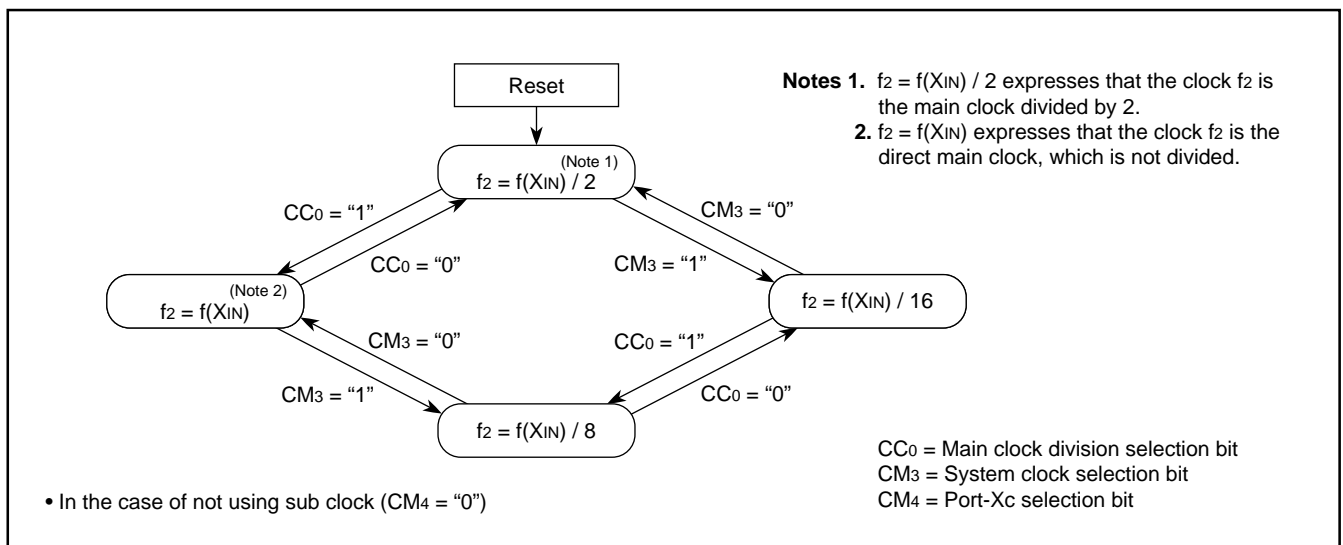 Reset
Notes 1. f2 = f(XIN) / 2 expresses that the clock f2 is
the main clock divided by 2.
2. f2 = f(XIN) expresses that the clock f2 is the
direct main clock, which is not divided.
(Note 1)
f2 = f(XIN) / 2
CC0 = “1”
CC0 = “0”
CM3 = “0”
CM3 = “1”
(Note 2)
f2 = f(XIN)
f2 = f(XIN) / 16
CM3 = “0”
CM3 = “1”
CC0 = “1”
CC0 = “0”
f2 = f(XIN) / 8
CC0 = Main clock division selection bit
CM3 = System clock selection bit
CM4 = Port-Xc selection bit
• In the case of not using sub clock (CM4 = “0”)